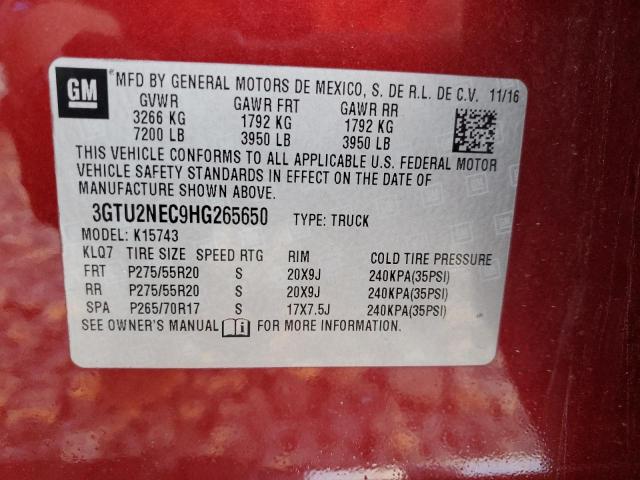 GM MFD BY GENERAL MOTORS DE MEXICO, S. DE R.L. DE C.V. 11/16
GVWR GAWR FRT GAWR RR
3266 KG 1792 KG 1792 KG
7200 LB 3950 LB 3950 LB
THIS VEHICLE CONFORMS TO ALL APPLICABLE U.S. FEDERAL MOTOR
VEHICLE SAFETY STANDARDS IN EFFECT ON THE DATE OF
MANUFACTURE SHOWN ABOVE.
3GTU2NEC9HG265650 TYPE: TRUCK
MODEL: K15743
KLQ7 TIRE SIZE SPEED RTG RIM COLD TIRE PRESSURE
FRT P275/55R20 S 20X9J 240KPA(35PSI)
RR P275/55R20 S 20X9J 240KPA(35PSI)
SPA P265/70R17 S 17X7.5J 240KPA(35PSI)
SEE OWNER'S MANUAL i FOR MORE INFORMATION.